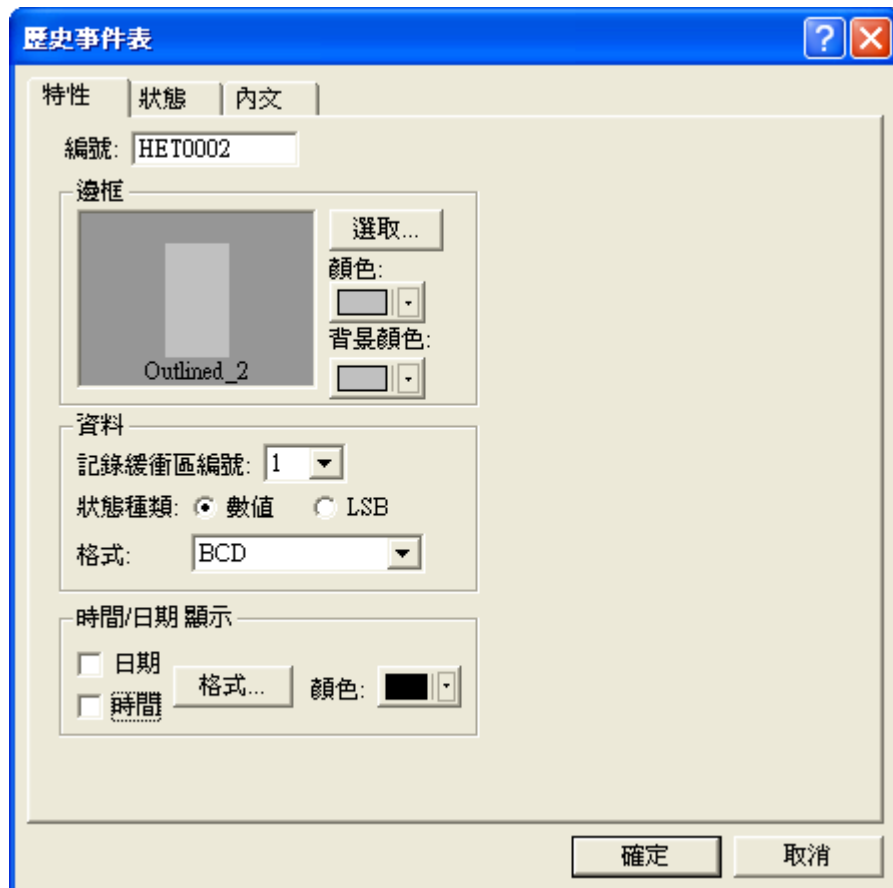 歷史事件表
特性 狀態 內文
編號: HET0002
邊框
選取...
顏色:
背景顏色:
Outlined_2
資料
記錄緩衝區編號: 1
狀態種類: 數值 LSB
格式: BCD
時間/日期 顯示
日期
時間
格式...
顏色:
確定 取消